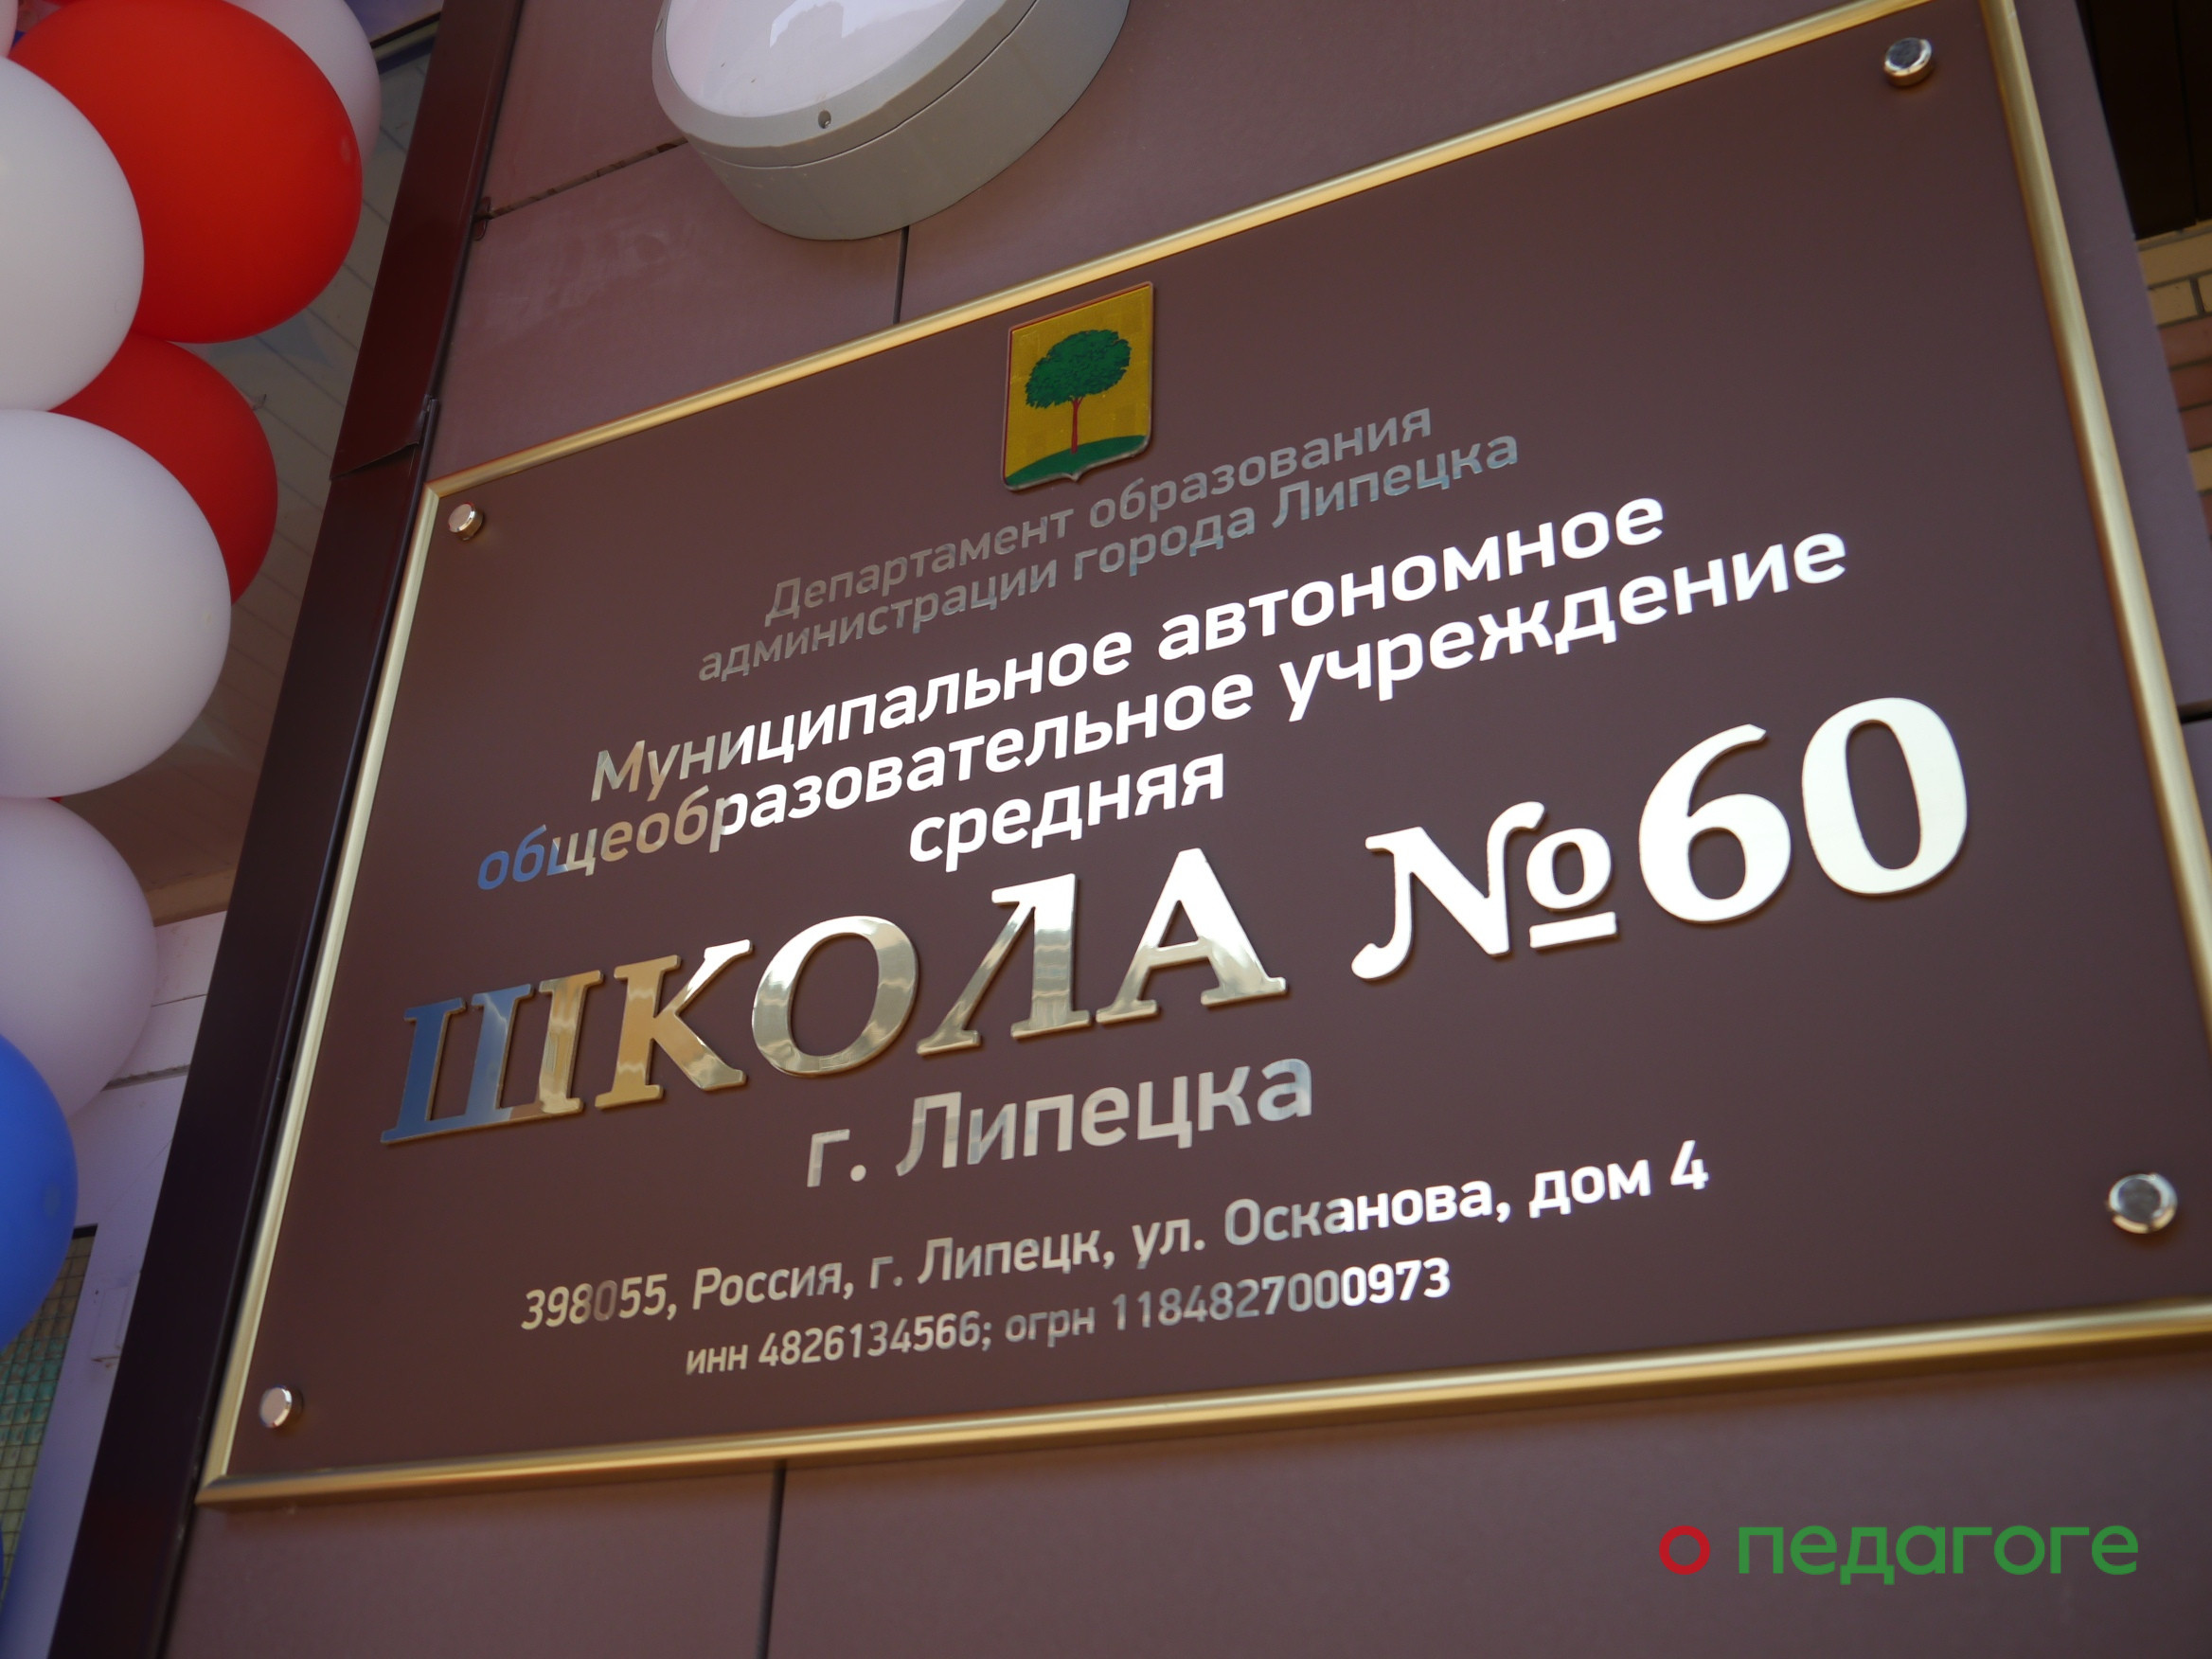 Департамент образования
администрации города Липецка
Муниципальное автономное
общеобразовательное учреждение
средняя
ШКОЛА №60
г. Липецка
398055, Россия, г. Липецк, ул. Осканова, дом 4
инн 4826134566; огрн 1184827000973
о педагоге